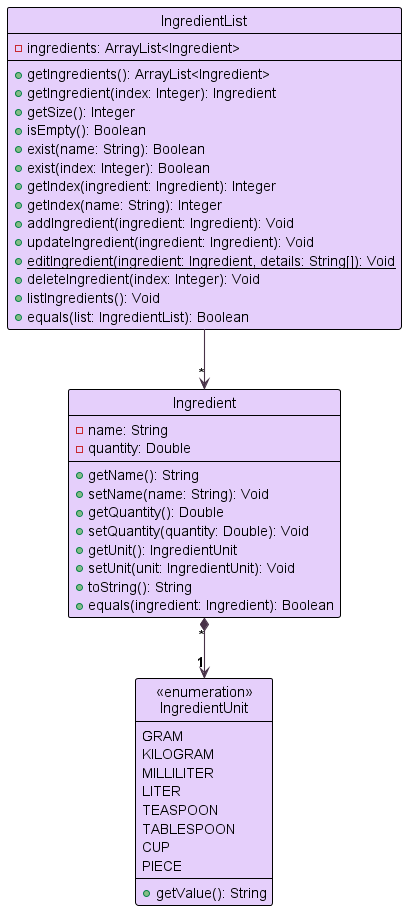 IngredientList
ingredients: ArrayList<Ingredient>
getIngredients(): ArrayList<Ingredient>
getIngredient(index: Integer): Ingredient
getSize(): Integer
isEmpty(): Boolean
exist(name: String): Boolean
exist(index: Integer): Boolean
getIndex(ingredient: Ingredient): Integer
getIndex(name: String): Integer
addIngredient(ingredient: Ingredient): Void
updateIngredient(ingredient: Ingredient): Void
editIngredient(ingredient: Ingredient, details: String[]): Void
deleteIngredient(index: Integer): Void
listIngredients(): Void
equals(list: IngredientList): Boolean
*
Ingredient
name: String
quantity: Double
getName(): String
setName(name: String): Void
getQuantity(): Double
setQuantity(quantity: Double): Void
getUnit(): IngredientUnit
setUnit(unit: IngredientUnit): Void
toString(): String
equals(ingredient: Ingredient): Boolean
*
1
«enumeration»
IngredientUnit
GRAM
KILOGRAM
MILLILITER
LITER
TEASPOON
TABLESPOON
CUP
PIECE
getValue(): String